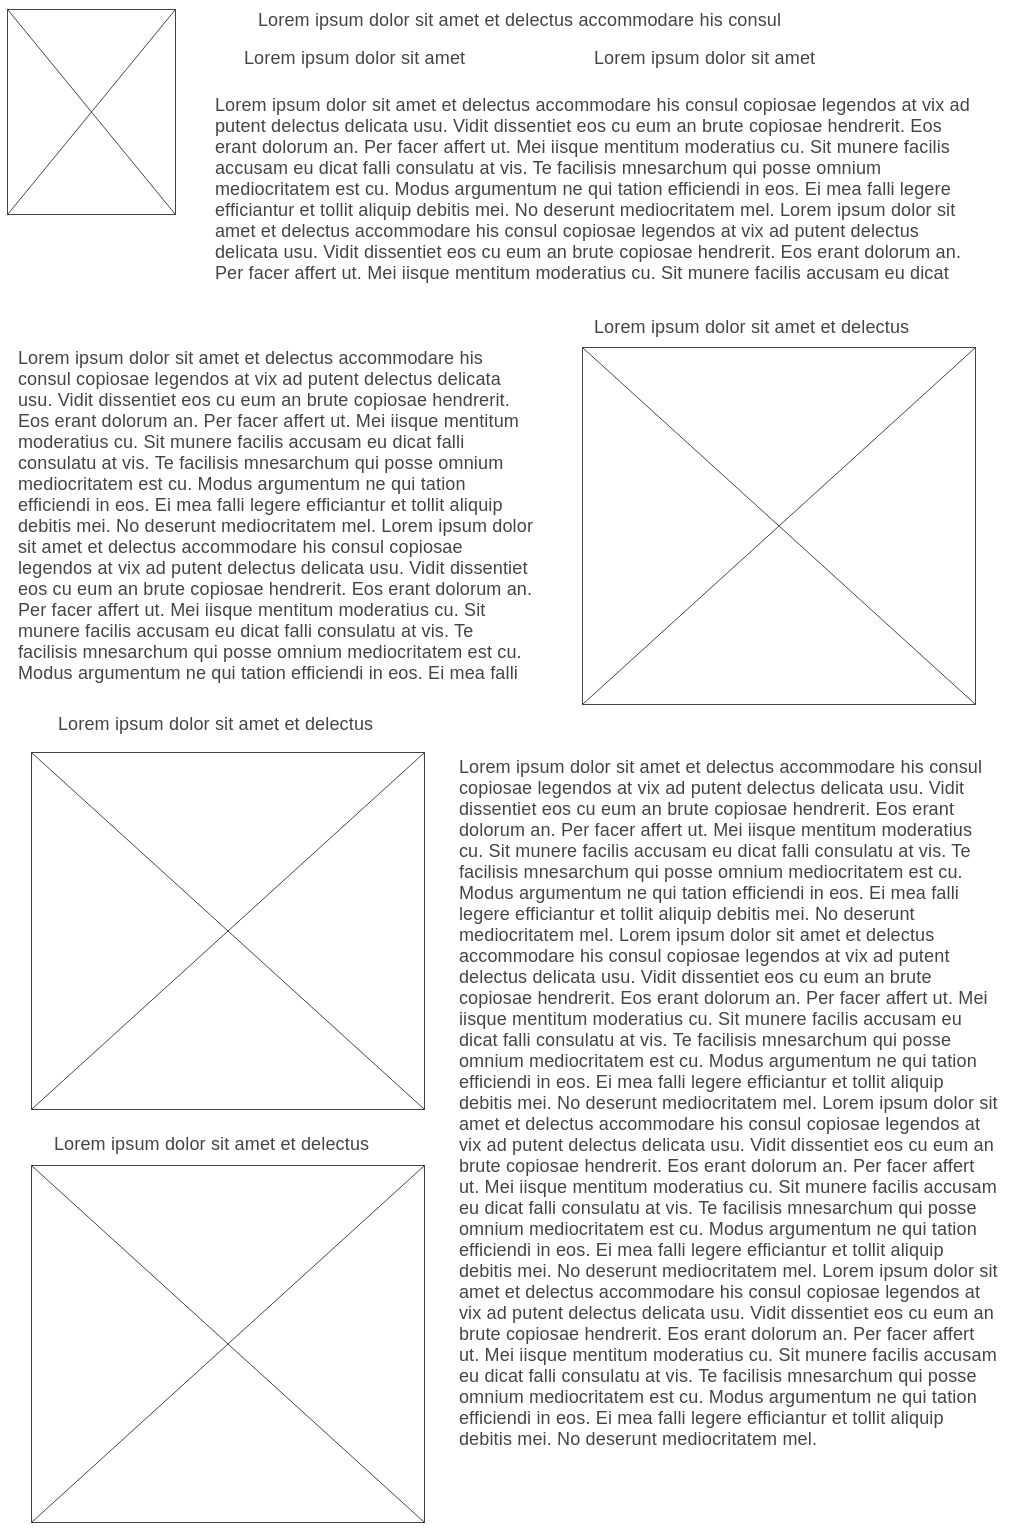 Lorem ipsum dolor sit amet et delectus accommodare his consul
Lorem ipsum dolor sit amet
Lorem ipsum dolor sit amet
Lorem ipsum dolor sit amet et delectus accommodare his consul copiosae legendos at vix ad
putent delectus delicata usu. Vidit dissentiet eos cu eum an brute copiosae hendrerit. Eos
erant dolorum an. Per facer affert ut. Mei iisque mentitum moderatius cu. Sit munere facilis
accusam eu dicat falli consulatu at vis. Te facilisis mnesarchum qui posse omnium
mediocritatem est cu. Modus argumentum ne qui tation efficiendi in eos. Ei mea falli legere
efficiantur et tollit aliquip debitis mei. No deserunt mediocritatem mel. Lorem ipsum dolor sit
amet et delectus accommodare his consul copiosae legendos at vix ad putent delectus
delicata usu. Vidit dissentiet eos cu eum an brute copiosae hendrerit. Eos erant dolorum an.
Per facer affert ut. Mei iisque mentitum moderatius cu. Sit munere facilis accusam eu dicat
Lorem ipsum dolor sit amet et delectus
Lorem ipsum dolor sit amet et delectus accommodare his
consul copiosae legendos at vix ad putent delectus delicata
usu. Vidit dissentiet eos cu eum an brute copiosae hendrerit.
Eos erant dolorum an. Per facer affert ut. Mei iisque mentitum
moderatius cu. Sit munere facilis accusam eu dicat falli
consulatu at vis. Te facilisis mnesarchum qui posse omnium
mediocritatem est cu. Modus argumentum ne qui tation
efficiendi in eos. Ei mea falli legere efficiantur et tollit aliquip
debitis mei. No deserunt mediocritatem mel. Lorem ipsum dolor
sit amet et delectus accommodare his consul copiosae
legendos at vix ad putent delectus delicata usu. Vidit dissentiet
eos cu eum an brute copiosae hendrerit. Eos erant dolorum an.
Per facer affert ut. Mei iisque mentitum moderatius cu. Sit
munere facilis accusam eu dicat falli consulatu at vis. Te
facilisis mnesarchum qui posse omnium mediocritatem est cu.
Modus argumentum ne qui tation efficiendi in eos. Ei mea falli
Lorem ipsum dolor sit amet et delectus
Lorem ipsum dolor sit amet et delectus accommodare his consul
copiosae legendos at vix ad putent delectus delicata usu. Vidit
dissentiet eos cu eum an brute copiosae hendrerit. Eos erant
dolorum an. Per facer affert ut. Mei iisque mentitum moderatius
cu. Sit munere facilis accusam eu dicat falli consulatu at vis. Te
facilisis mnesarchum qui posse omnium mediocritatem est cu.
Modus argumentum ne qui tation efficiendi in eos. Ei mea falli
legere efficiantur et tollit aliquip debitis mei. No deserunt
mediocritatem mel. Lorem ipsum dolor sit amet et delectus
accommodare his consul copiosae legendos at vix ad putent
delectus delicata usu. Vidit dissentiet eos cu eum an brute
copiosae hendrerit. Eos erant dolorum an. Per facer affert ut. Mei
iisque mentitum moderatius cu. Sit munere facilis accusam eu
dicat falli consulatu at vis. Te facilisis mnesarchum qui posse
omnium mediocritatem est cu. Modus argumentum ne qui tation
efficiendi in eos. Ei mea falli legere efficiantur et tollit aliquip
debitis mei. No deserunt mediocritatem mel. Lorem ipsum dolor sit
amet et delectus accommodare his consul copiosae legendos at
vix ad putent delectus delicata usu. Vidit dissentiet eos cu eum an
brute copiosae hendrerit. Eos erant dolorum an. Per facer affert
ut. Mei iisque mentitum moderatius cu. Sit munere facilis accusam
eu dicat falli consulatu at vis. Te facilisis mnesarchum qui posse
omnium mediocritatem est cu. Modus argumentum ne qui tation
efficiendi in eos. Ei mea falli legere efficiantur et tollit aliquip
debitis mei. No deserunt mediocritatem mel. Lorem ipsum dolor sit
amet et delectus accommodare his consul copiosae legendos at
vix ad putent delectus delicata usu. Vidit dissentiet eos cu eum an
brute copiosae hendrerit. Eos erant dolorum an. Per facer affert
ut. Mei iisque mentitum moderatius cu. Sit munere facilis accusam
eu dicat falli consulatu at vis. Te facilisis mnesarchum qui posse
omnium mediocritatem est cu. Modus argumentum ne qui tation
efficiendi in eos. Ei mea falli legere efficiantur et tollit aliquip
debitis mei. No deserunt mediocritatem mel.
Lorem ipsum dolor sit amet et delectus